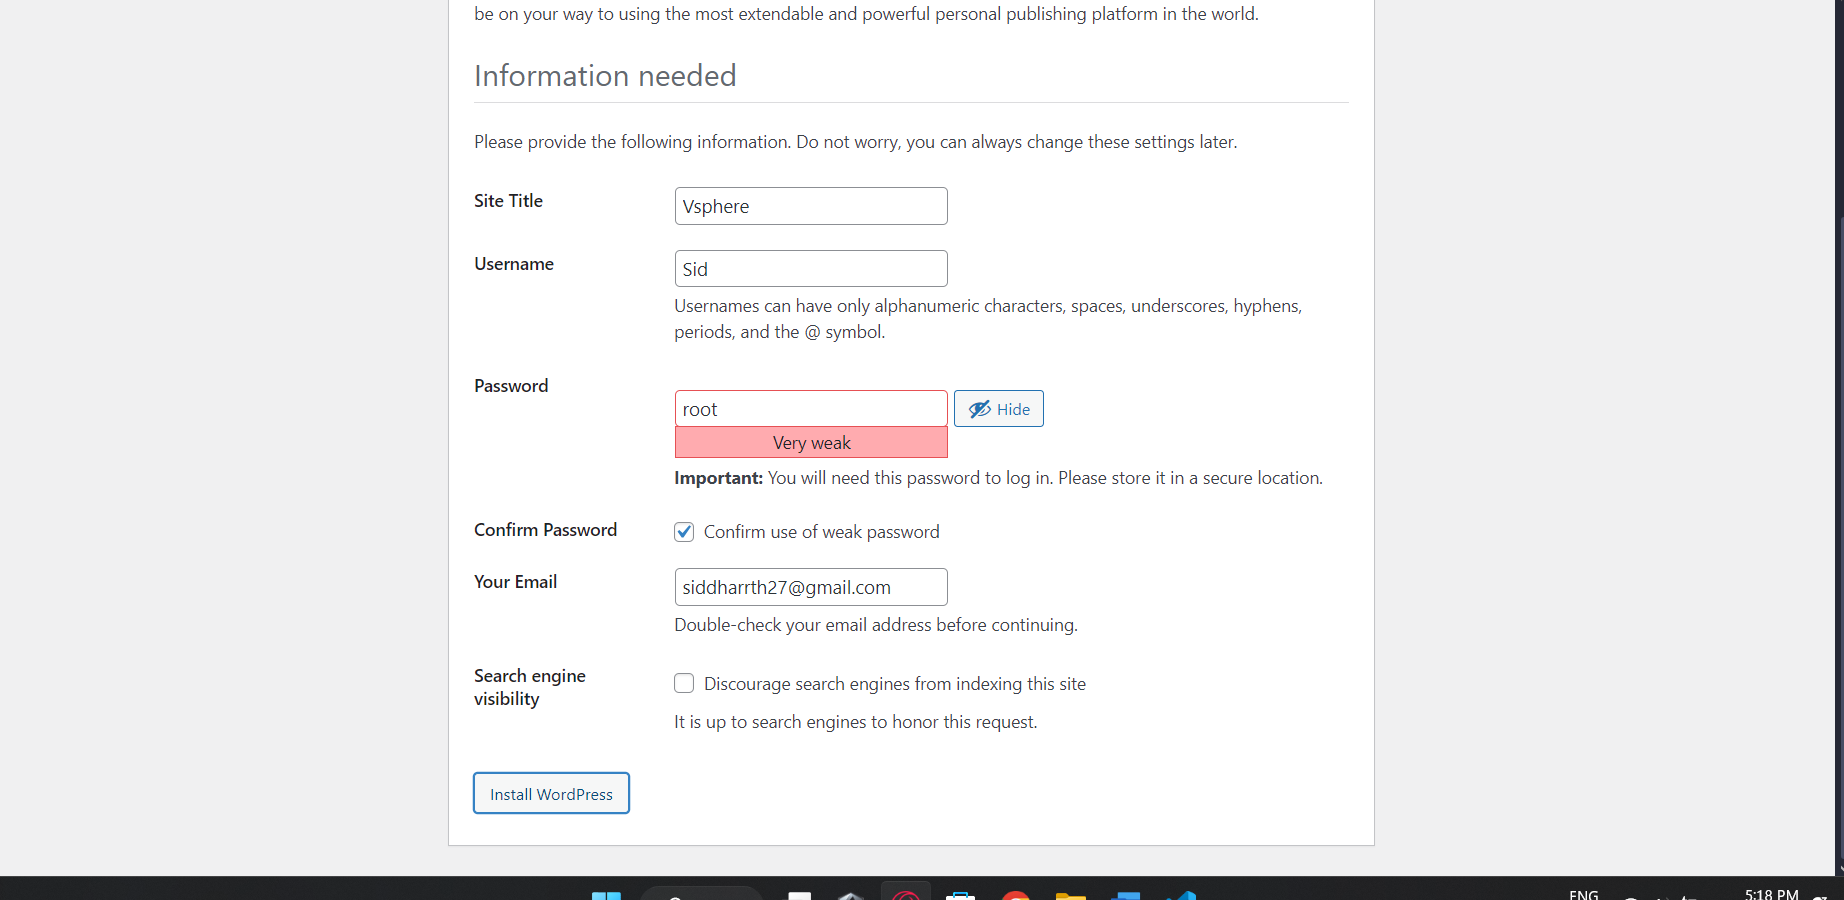 be on your way to using the most extendable and powerful personal publishing platform in the world.
Information needed
Please provide the following information. Do not worry, you can always change these settings later.
Site Title
Vsphere
Username
Sid
Usernames can have only alphanumeric characters, spaces, underscores, hyphens,
periods, and the @ symbol.
Password
root
Hide
Very weak
Important: You will need this password to log in. Please store it in a secure location.
Confirm Password
Confirm use of weak password
Your Email
siddharrth27@gmail.com
Double-check your email address before continuing.
Search engine
visibility
Discourage search engines from indexing this site
It is up to search engines to honor this request.
Install WordPress
ENG
5:18 PM